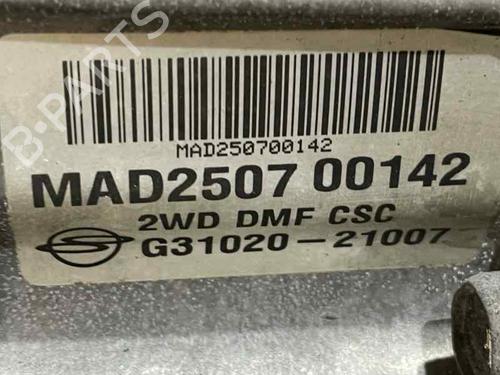 MAD250700142
MAD2507 00142
2WD DMF CSC
G31020-21007
B-PARTS